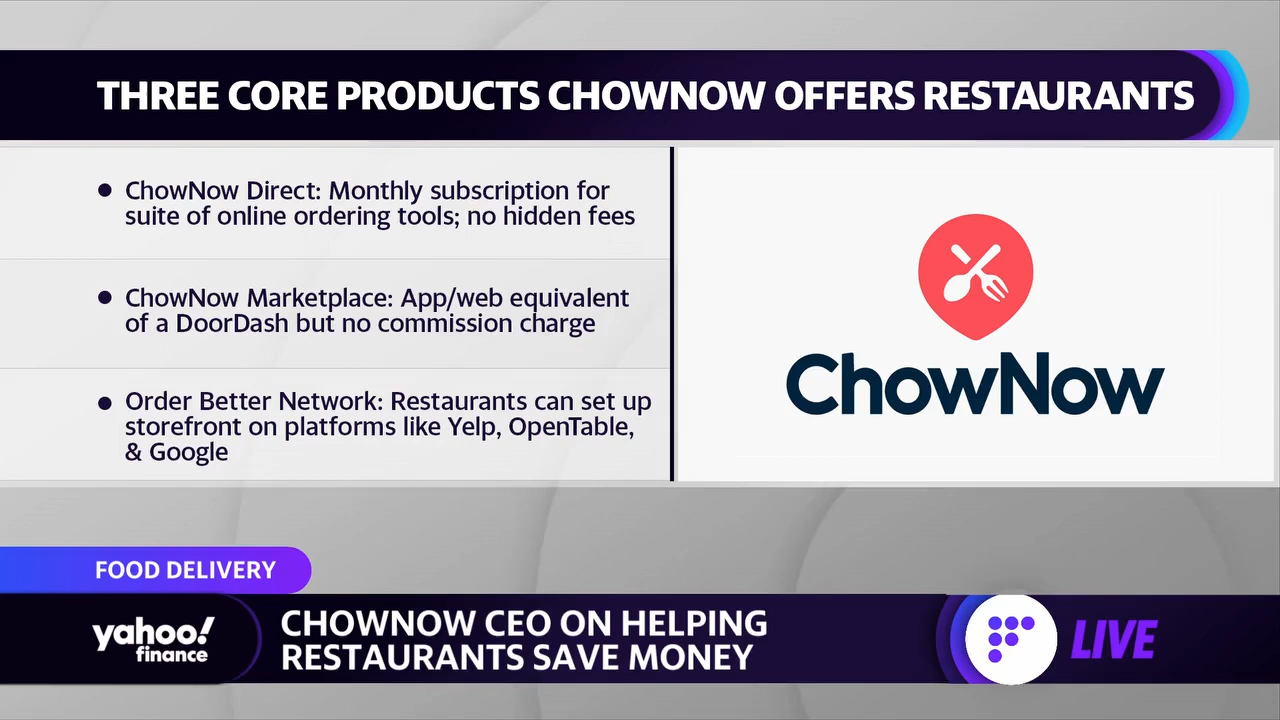 THREE CORE PRODUCTS CHOWNOW OFFERS RESTAURANTS
ChowNow Direct: Monthly subscription for
suite of online ordering tools; no hidden fees
ChowNow Marketplace: App/web equivalent
of a DoorDash but no commission charge
Order Better Network: Restaurants can set up
storefront on platforms like Yelp, OpenTable,
& Google
ChowNow
FOOD DELIVERY
yahoo!
finance
CHOWNOW CEO ON HELPING
RESTAURANTS SAVE MONEY
LIVE